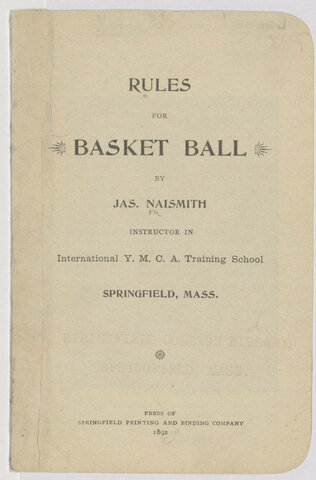 RULES
FOR
BASKET BALL
BY
JAS. NAISMITH
INSTRUCTOR IN
International Y. M. C. A. Training School
SPRINGFIELD, MASS.
PRESS OF
SPRINGFIELD PRINTING AND BINDING COMPANY
1892